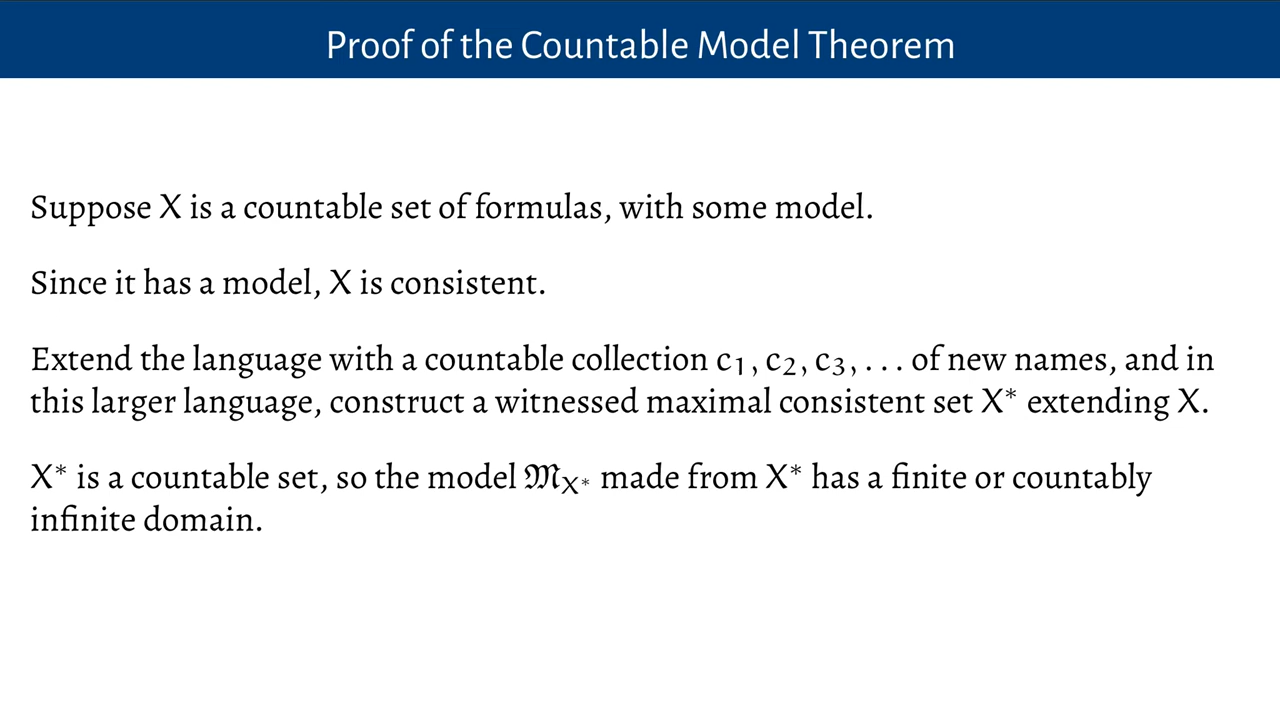 Proof of the Countable Model Theorem
Suppose X is a countable set of formulas, with some model.
Since it has a model, X is consistent.
Extend the language with a countable collection c₁, c₂, c₃, . . . of new names, and in
this larger language, construct a witnessed maximal consistent set X* extending X.
X* is a countable set, so the model 𝔐_X* made from X* has a finite or countably
infinite domain.